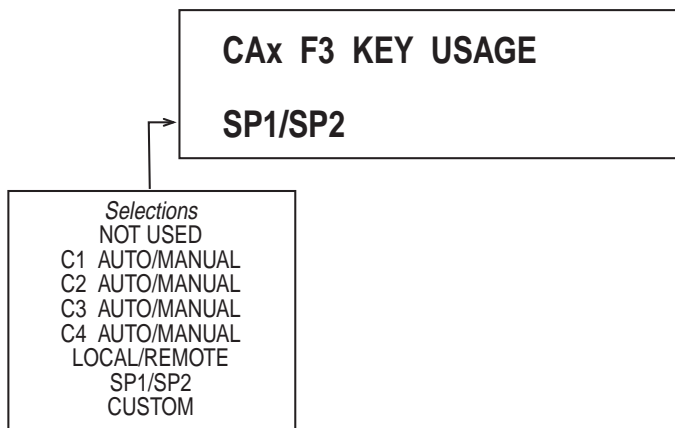 CAx F3 KEY USAGE
SP1/SP2
Selections
NOT USED
C1 AUTO/MANUAL
C2 AUTO/MANUAL
C3 AUTO/MANUAL
C4 AUTO/MANUAL
LOCAL/REMOTE
SP1/SP2
CUSTOM